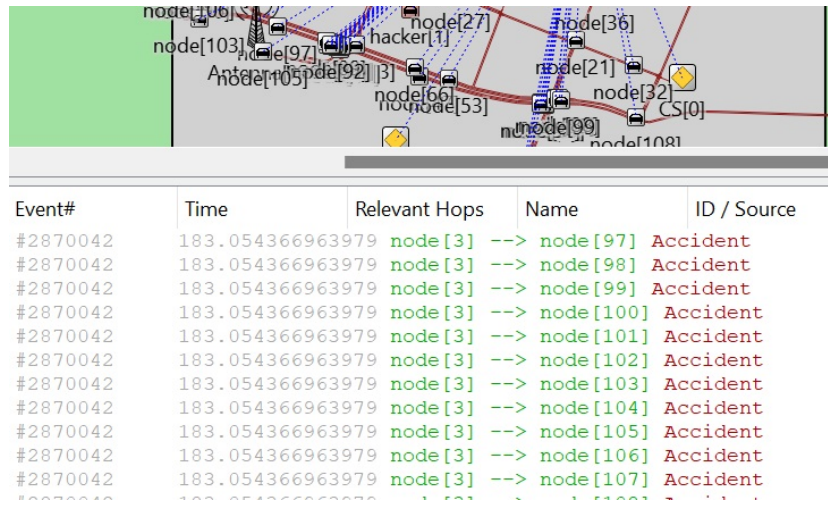 node[106]
node[27]
node[36]
node[103]
node[97]
hacker[1]
node[105]
node[92]
node[21]
node[66]
node[53]
node[32]
CS[0]
node[99]
node[108]
Event# Time Relevant Hops Name ID / Source
#2870042 183.054366963979 node[3] --> node[97] Accident
#2870042 183.054366963979 node[3] --> node[98] Accident
#2870042 183.054366963979 node[3] --> node[99] Accident
#2870042 183.054366963979 node[3] --> node[100] Accident
#2870042 183.054366963979 node[3] --> node[101] Accident
#2870042 183.054366963979 node[3] --> node[102] Accident
#2870042 183.054366963979 node[3] --> node[103] Accident
#2870042 183.054366963979 node[3] --> node[104] Accident
#2870042 183.054366963979 node[3] --> node[105] Accident
#2870042 183.054366963979 node[3] --> node[106] Accident
#2870042 183.054366963979 node[3] --> node[107] Accident